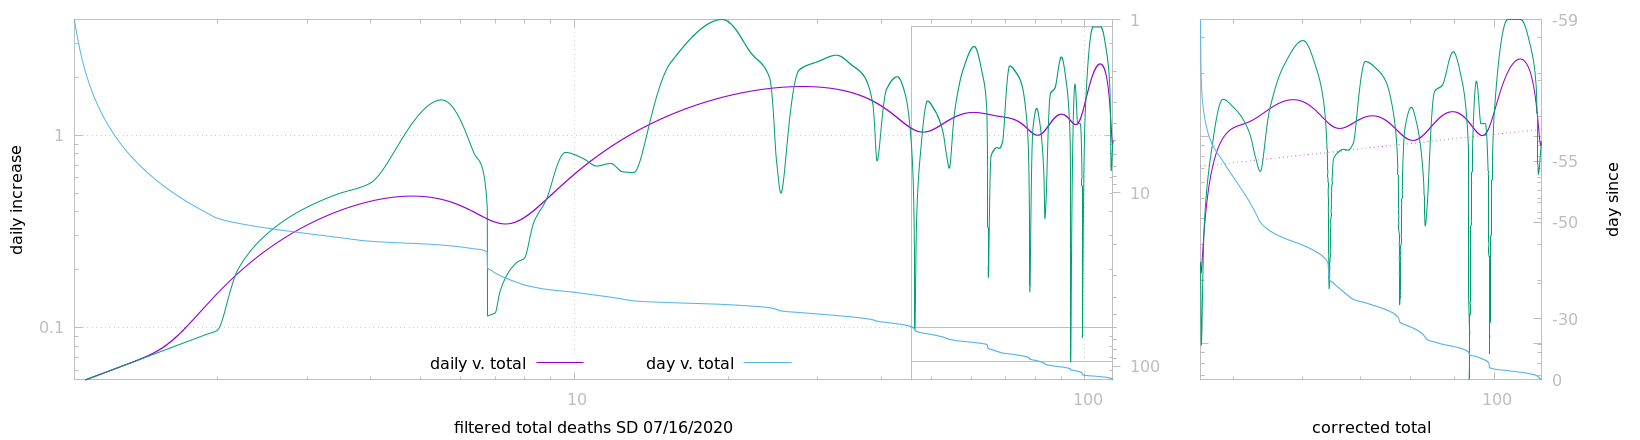 daily increase
1
0.1
daily v. total
day v. total
10
100
1
10
100
filtered total deaths SD 07/16/2020
-59
-55
-50
-30
0
100
day since
corrected total